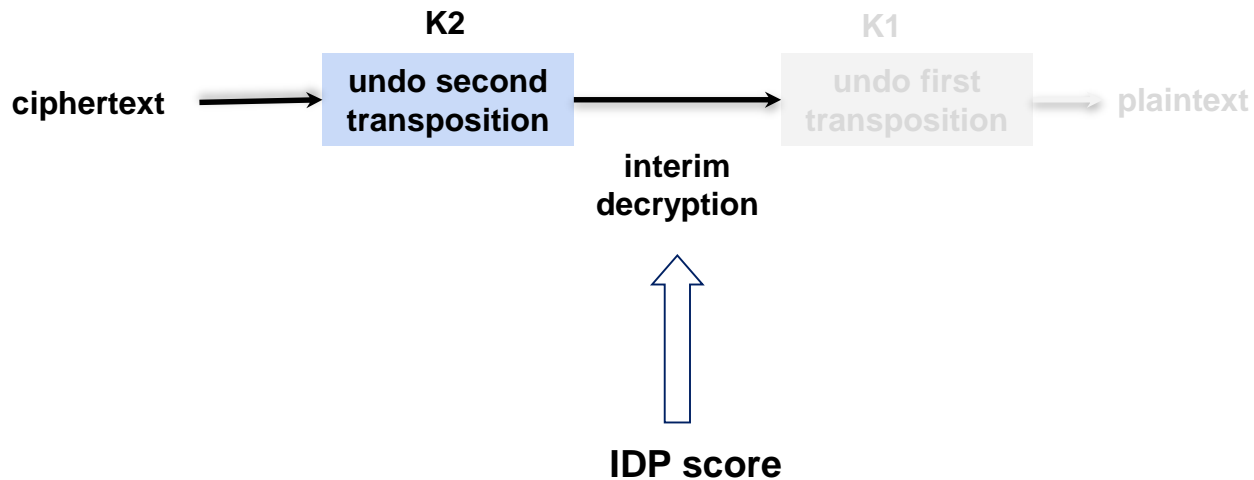 K2
K1
ciphertext
undo second
transposition
undo first
transposition
plaintext
interim
decryption
IDP score